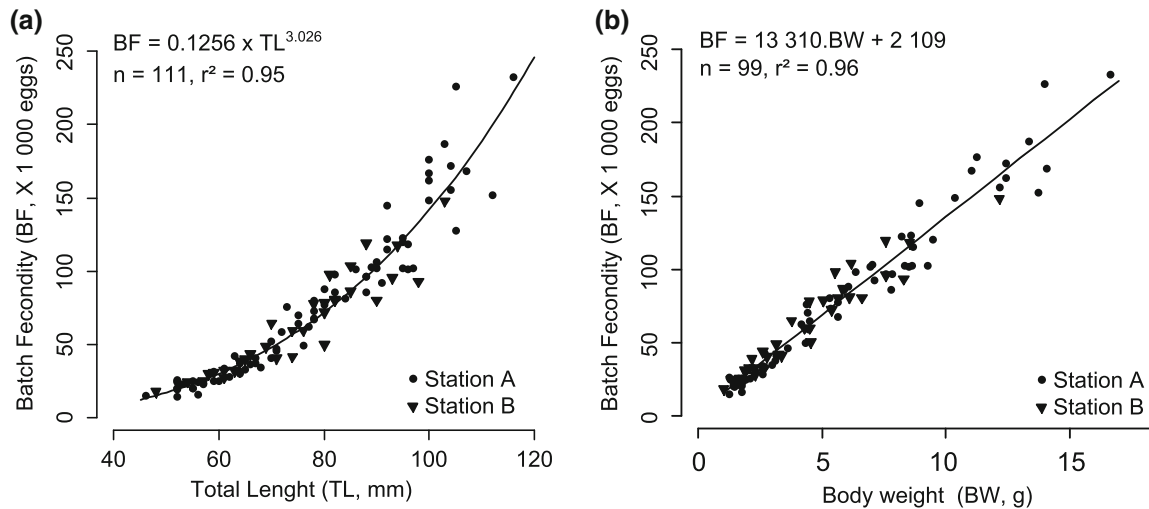 (a)
BF = 0.1256 x TL^3.026
n = 111, r² = 0.95
Batch Fecondity (BF, X 1 000 eggs)
250
200
150
100
50
0
Station A
Station B
40 60 80 100 120
Total Lenght (TL, mm)
(b)
BF = 13 310.BW + 2 109
n = 99, r² = 0.96
Batch Fecondity (BF, X 1 000 eggs)
250
200
150
100
50
0
Station A
Station B
0 5 10 15
Body weight (BW, g)